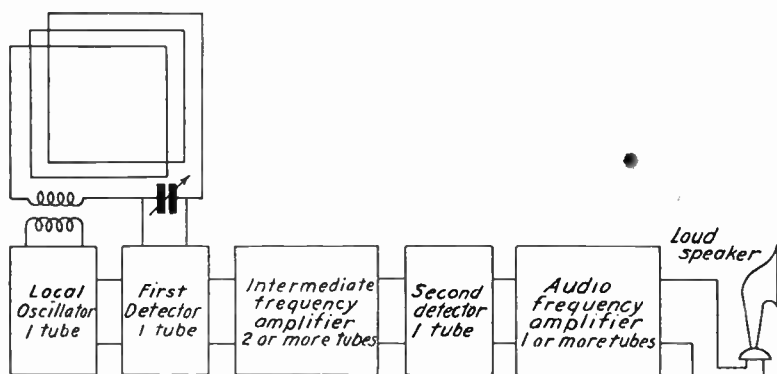 Local
Oscillator
1 tube
First
Detector
1 tube
Intermediate
frequency
amplifier
2 or more tubes
Second
detector
1 tube
Audio
frequency
amplifier
1 or more tubes
Loud
speaker